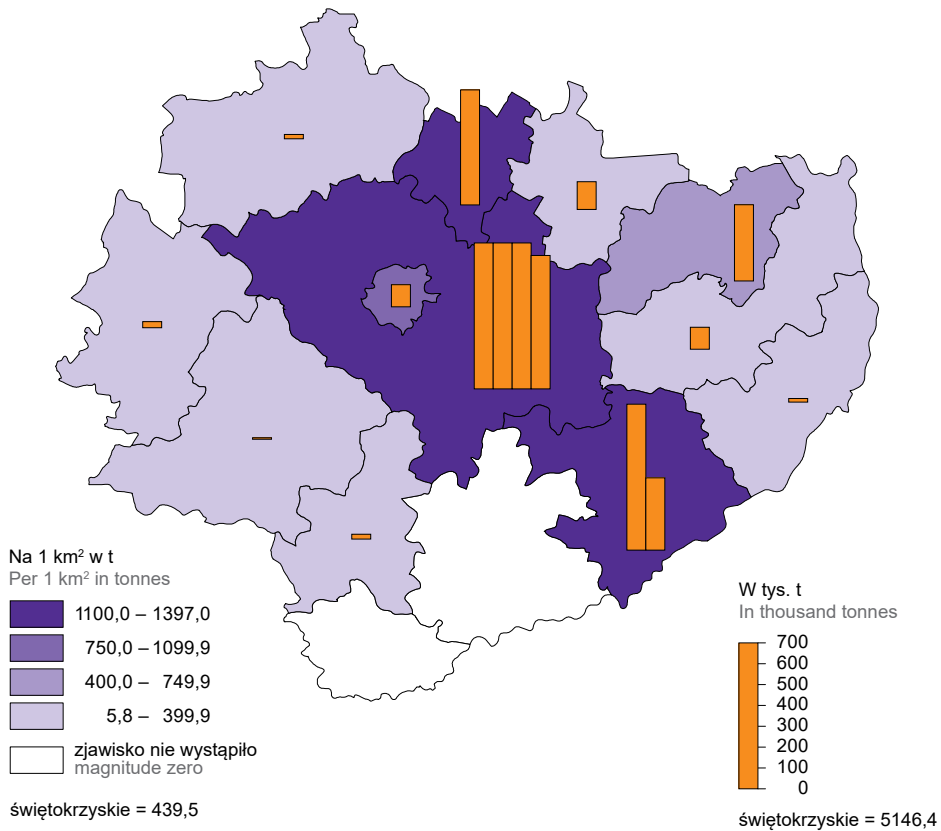 Na 1 km² w t
Per 1 km² in tonnes
1100,0 – 1397,0
750,0 – 1099,9
400,0 – 749,9
5,8 – 399,9
zjawisko nie wystąpiło
magnitude zero
świętokrzyskie = 439,5
W tys. t
In thousand tonnes
700
600
500
400
300
200
100
0
świętokrzyskie = 5146,4